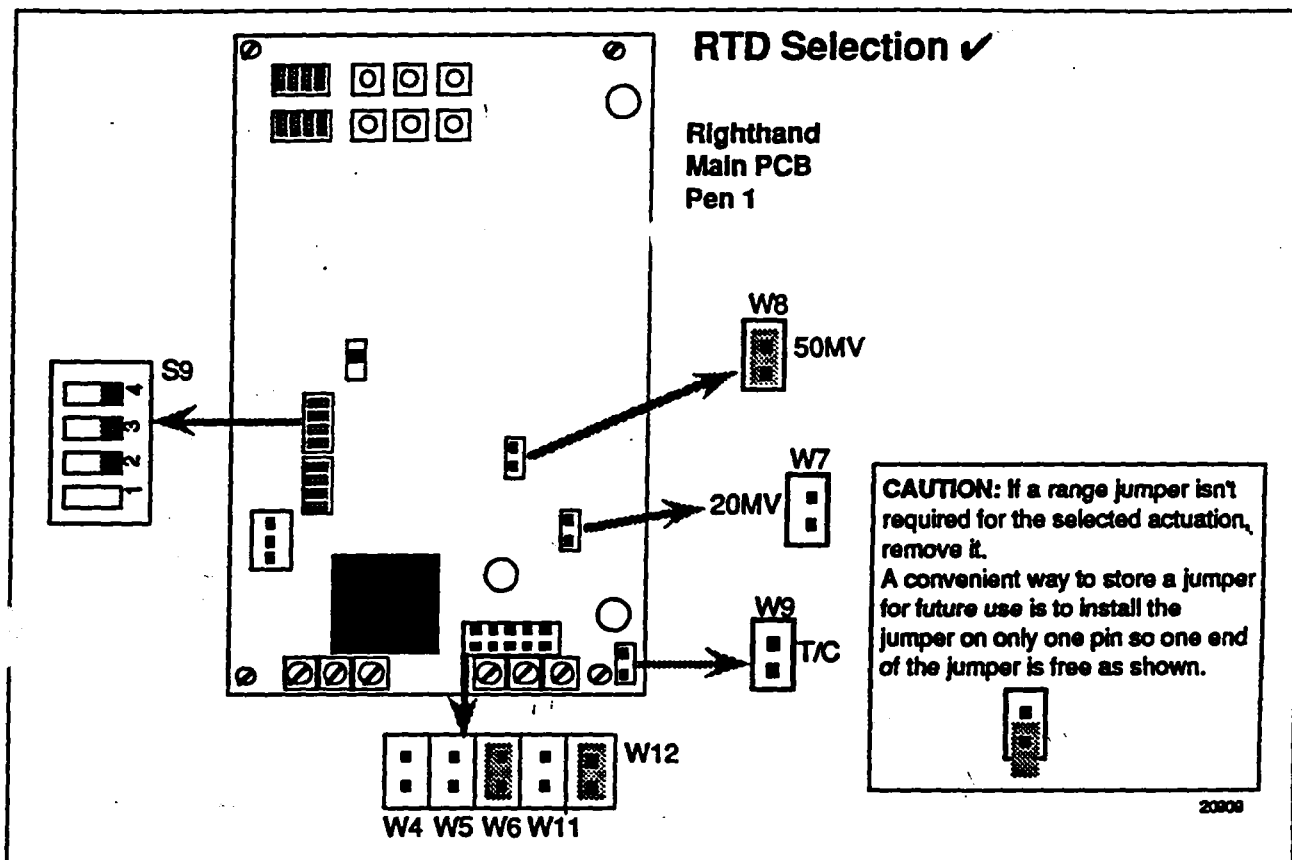 RTD Selection ✔
Righthand
Main PCB
Pen 1
W8
50MV
S9
4
3
2
1
W7
20MV
CAUTION: If a range jumper isn't
required for the selected actuation,
remove it.
A convenient way to store a jumper
for future use is to install the
jumper on only one pin so one end
of the jumper is free as shown.
W9
T/C
W12
W4 W5 W6 W11
20909